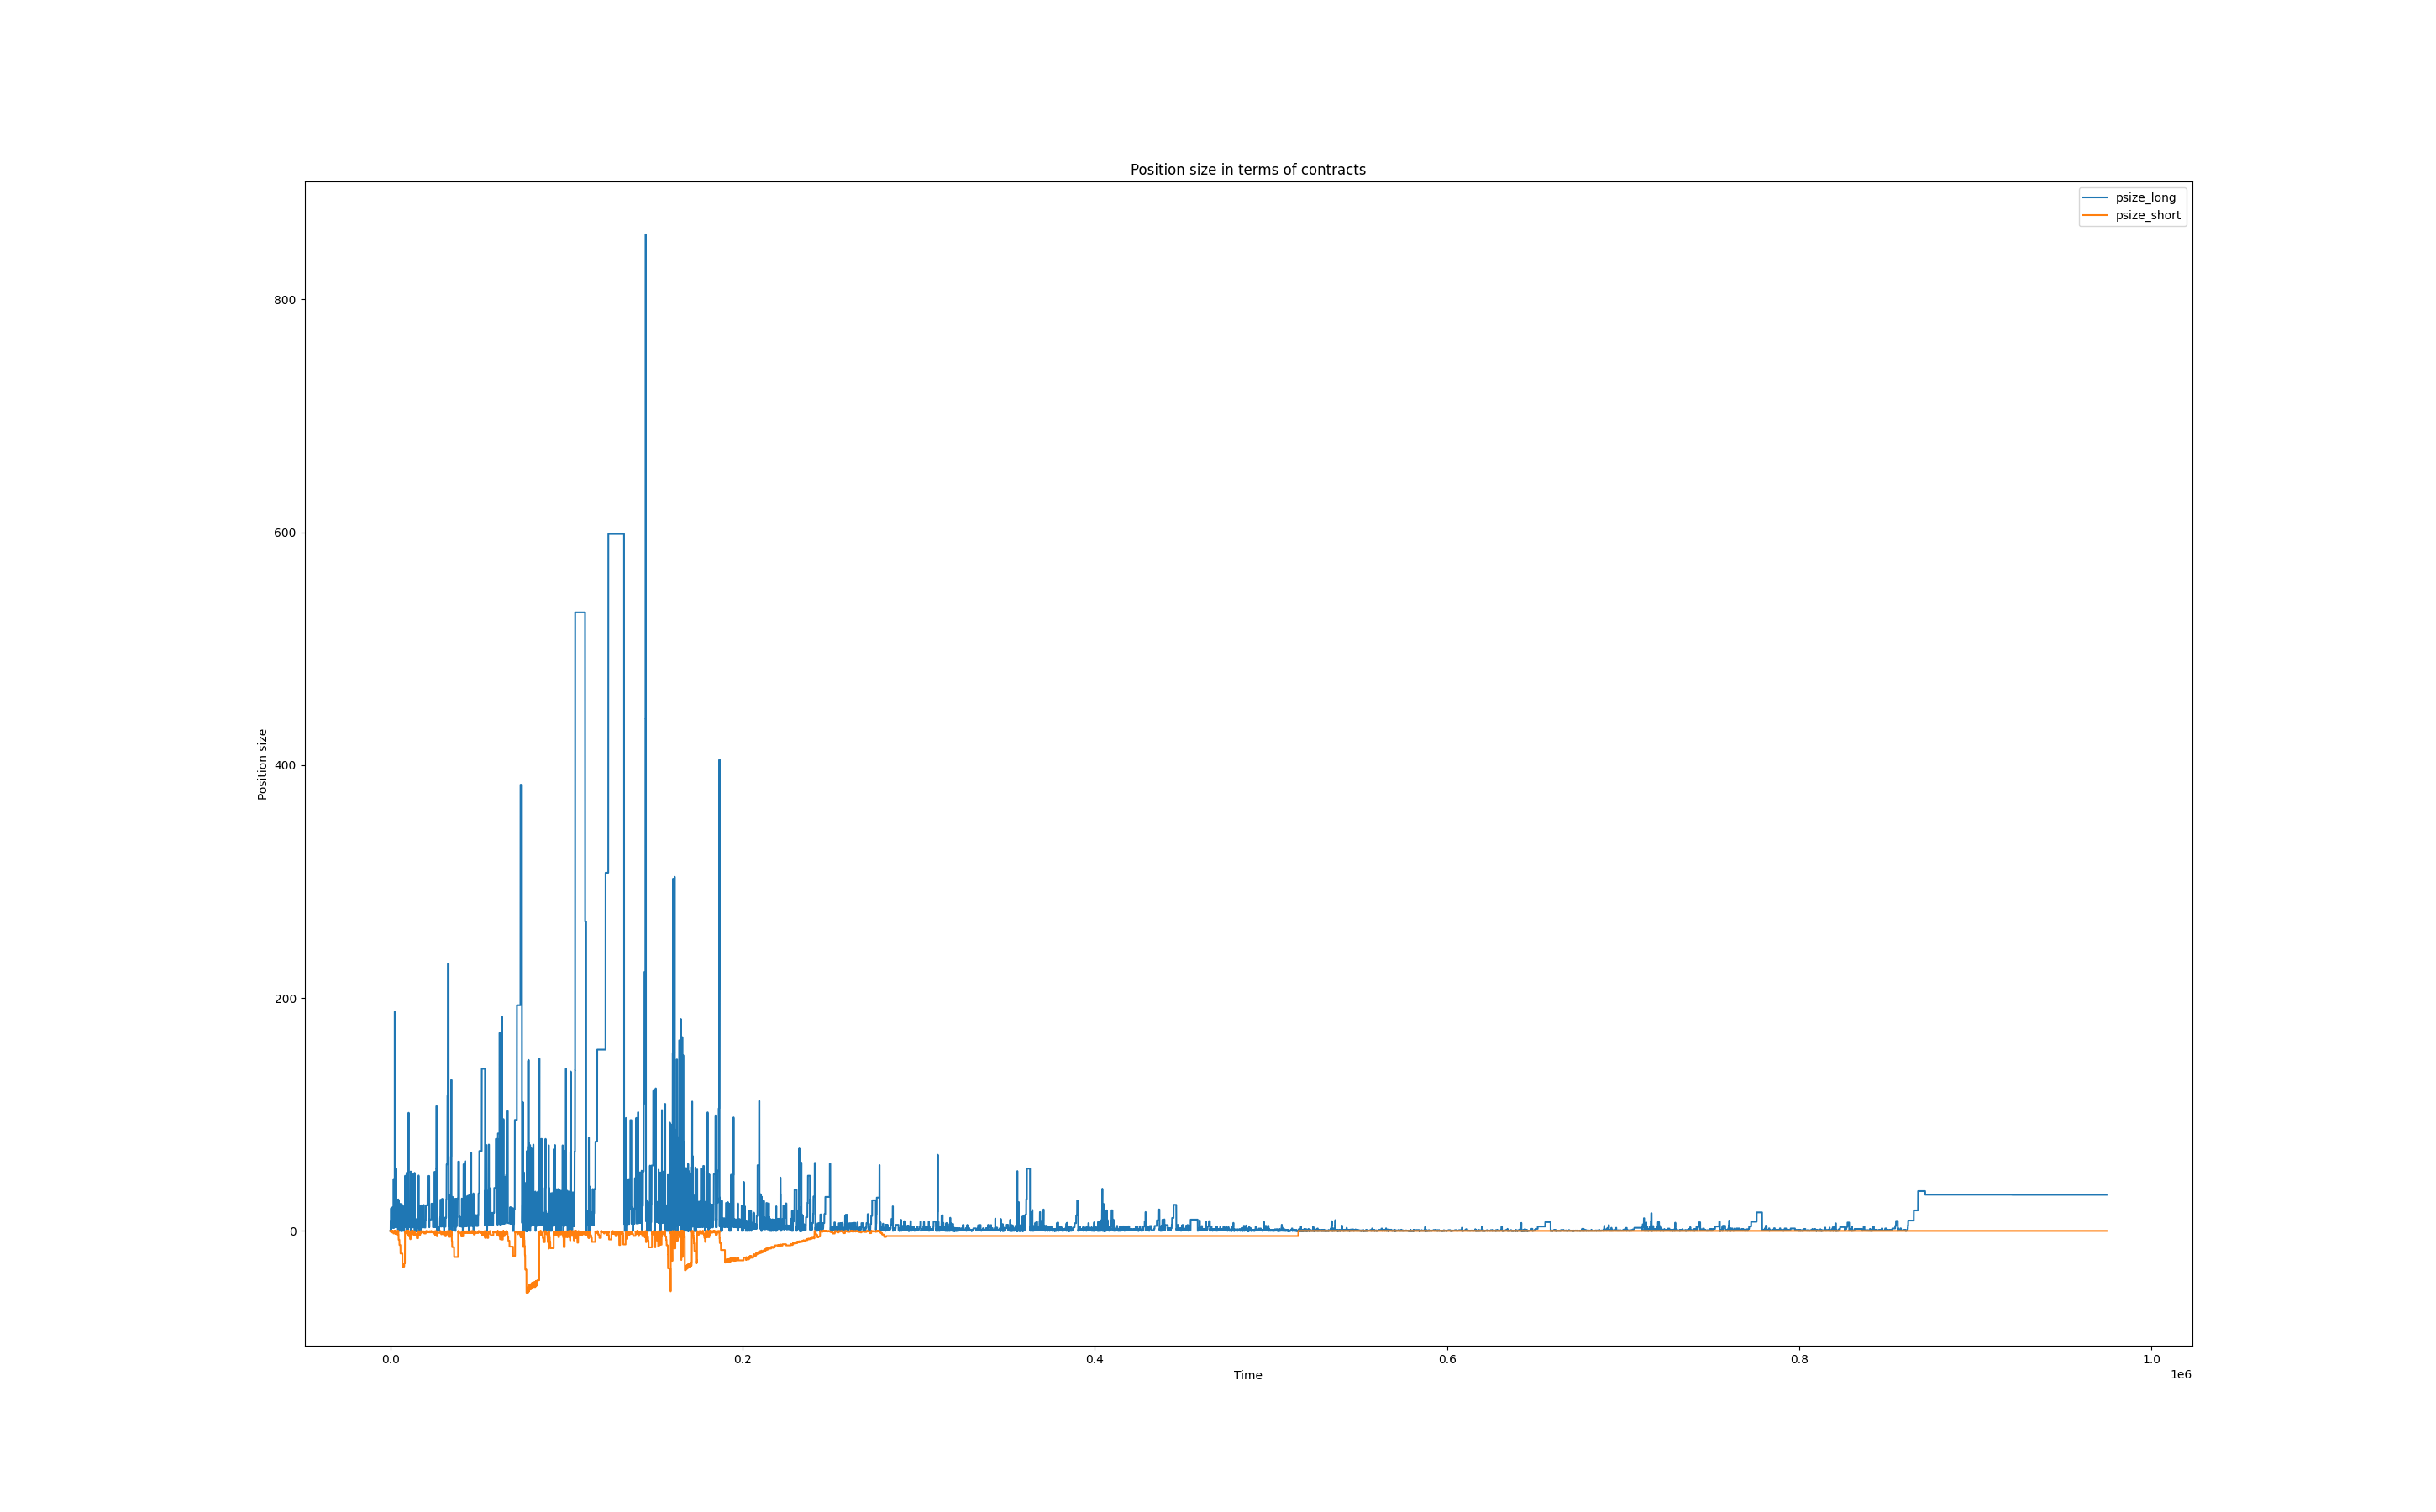 Position size in terms of contracts
psize_long
psize_short
800
600
400
200
0
Position size
0.0
0.2
0.4
0.6
0.8
1.0
Time
1e6